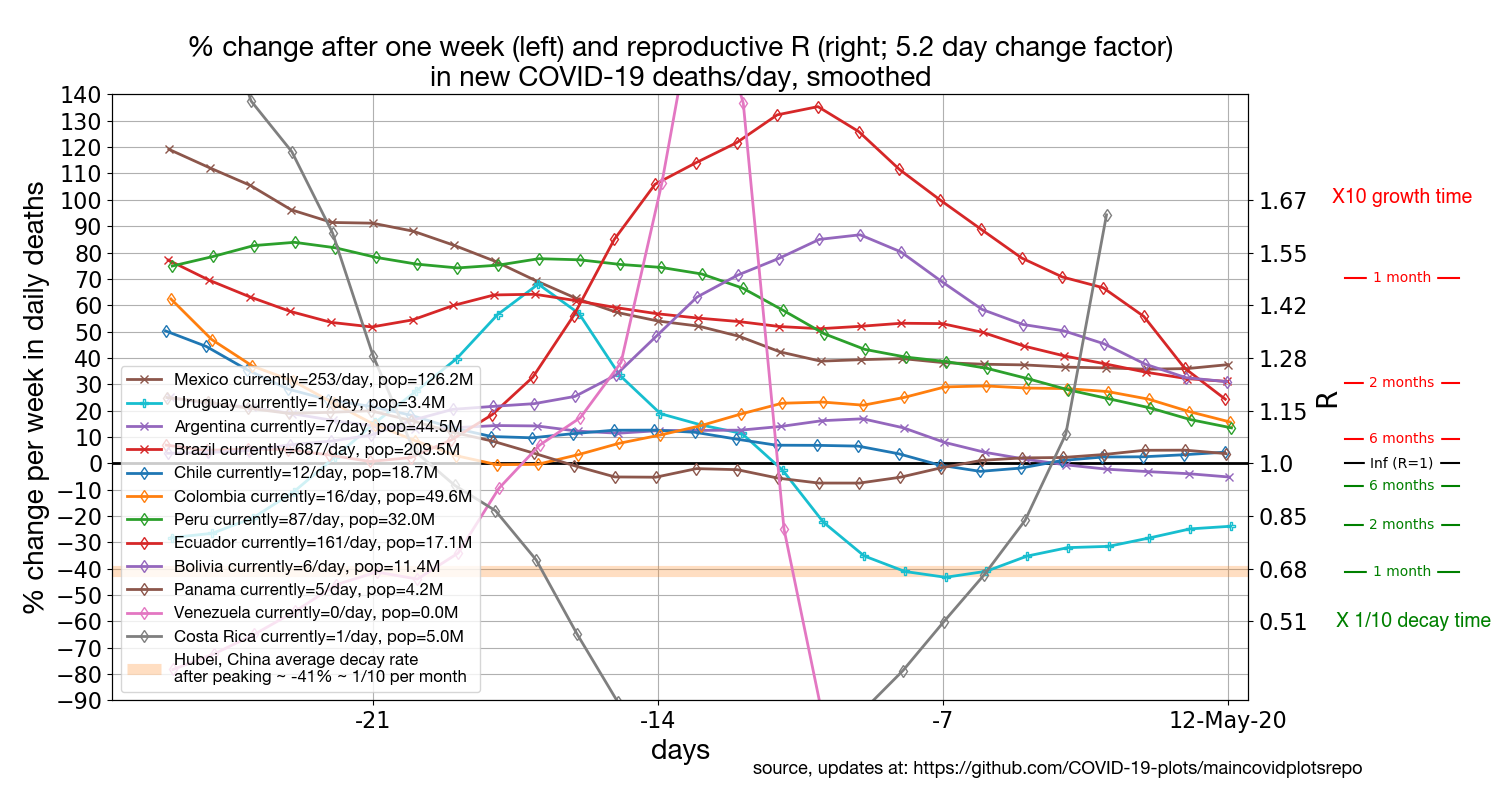 % change after one week (left) and reproductive R (right; 5.2 day change factor)
in new COVID-19 deaths/day, smoothed
% change per week in daily deaths
140
130
120
110
100
90
80
70
60
50
40
30
20
10
0
−10
−20
−30
−40
−50
−60
−70
−80
−90
Mexico currently=253/day, pop=126.2M
Uruguay currently=1/day, pop=3.4M
Argentina currently=7/day, pop=44.5M
Brazil currently=687/day, pop=209.5M
Chile currently=12/day, pop=18.7M
Colombia currently=16/day, pop=49.6M
Peru currently=87/day, pop=32.0M
Ecuador currently=161/day, pop=17.1M
Bolivia currently=6/day, pop=11.4M
Panama currently=5/day, pop=4.2M
Venezuela currently=0/day, pop=0.0M
Costa Rica currently=1/day, pop=5.0M
Hubei, China average decay rate
after peaking ~ -41% ~ 1/10 per month
1.67
1.55
1.42
1.28
1.15
1.0
0.85
0.68
0.51
R
X10 growth time
1 month
2 months
6 months
Inf (R=1)
6 months
2 months
1 month
X 1/10 decay time
-21
-14
-7
12-May-20
days
source, updates at: https://github.com/COVID-19-plots/maincovidplotsrepo